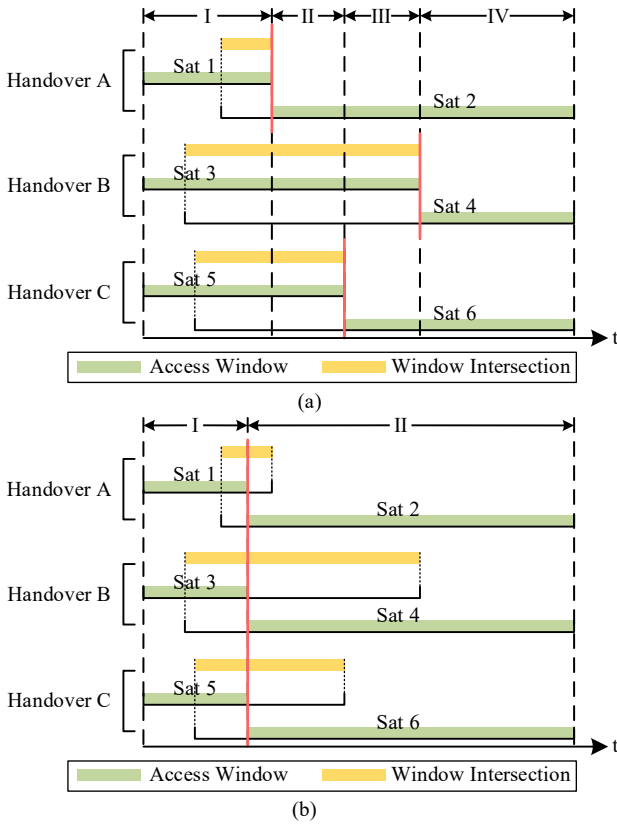 I II III IV
Sat 1
Handover A
Sat 2
Sat 3
Handover B
Sat 4
Sat 5
Handover C
Sat 6
t
Access Window Window Intersection
(a)
I II
Sat 1
Handover A
Sat 2
Sat 3
Handover B
Sat 4
Sat 5
Handover C
Sat 6
t
Access Window Window Intersection
(b)